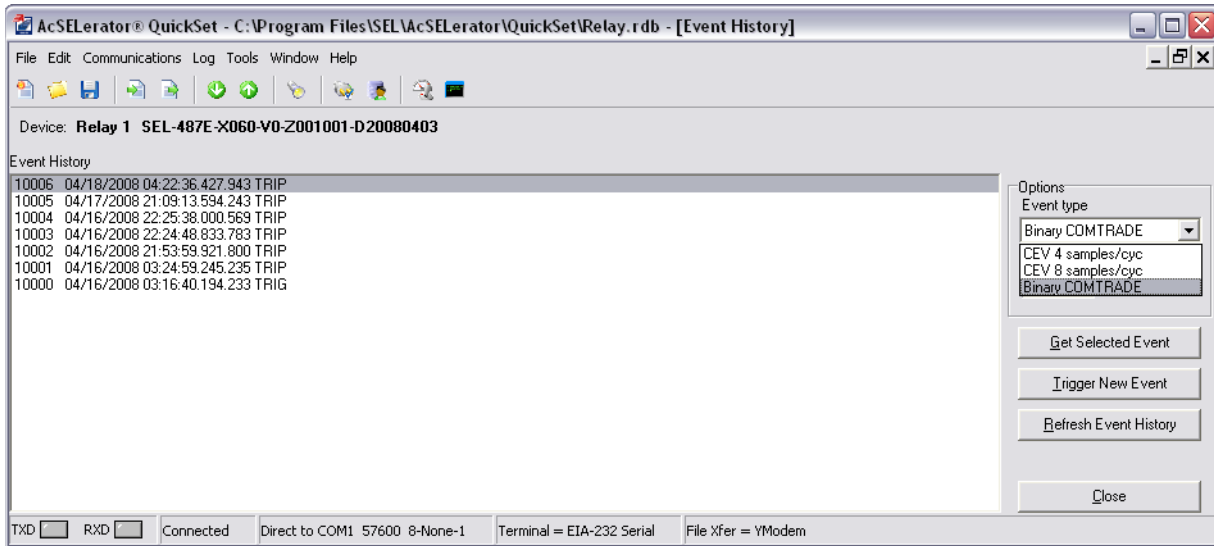 AcSELerator® QuickSet - C:\Program Files\SEL\AcSELerator\QuickSet\Relay.rdb - [Event History]
File Edit Communications Log Tools Window Help
Device: Relay 1 SEL-487E-X060-V0-Z001001-D20080403
Event History
10006 04/18/2008 04:22:36.427.943 TRIP
10005 04/17/2008 21:09:13.594.243 TRIP
10004 04/16/2008 22:25:38.000.569 TRIP
10003 04/16/2008 22:24:48.833.783 TRIP
10002 04/16/2008 21:53:59.921.800 TRIP
10001 04/16/2008 03:24:59.245.235 TRIP
10000 04/16/2008 03:16:40.194.233 TRIG
Options
Event type
Binary COMTRADE
CEV 4 samples/cyc
CEV 8 samples/cyc
Binary COMTRADE
Get Selected Event
Trigger New Event
Refresh Event History
Close
TXD RXD Connected Direct to COM1 57600 8-None-1 Terminal = EIA-232 Serial File Xfer = YModem